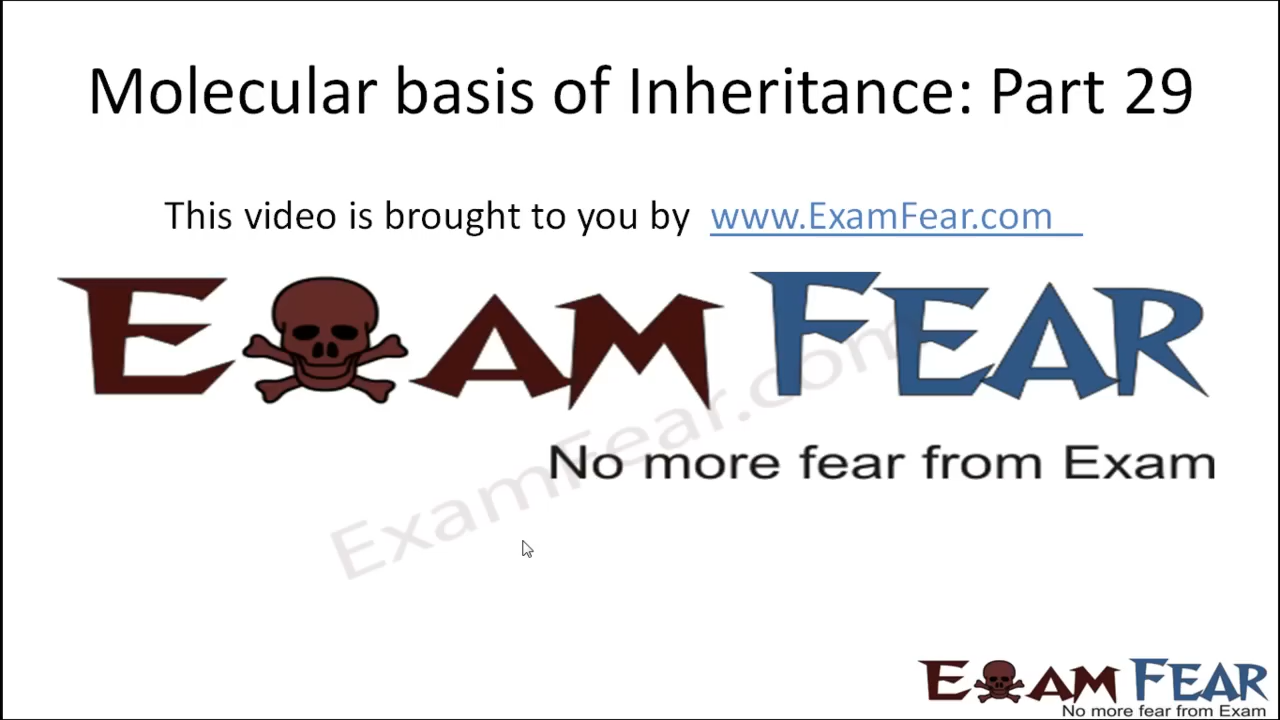 Molecular basis of Inheritance: Part 29
This video is brought to you by www.ExamFear.com
EXAM FEAR
No more fear from Exam
ExamFear.com
EXAM FEAR
No more fear from Exam